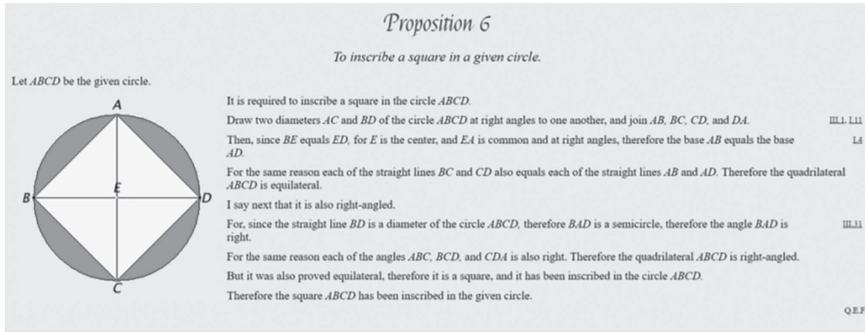 Proposition 6
To inscribe a square in a given circle.
Let ABCD be the given circle.
A
B
E
D
C
It is required to inscribe a square in the circle ABCD.
Draw two diameters AC and BD of the circle ABCD at right angles to one another, and join AB, BC, CD, and DA. III.1. I.11
Then, since BE equals ED, for E is the center, and EA is common and at right angles, therefore the base AB equals the base I.4
AD.
For the same reason each of the straight lines BC and CD also equals each of the straight lines AB and AD. Therefore the quadrilateral
ABCD is equilateral.
I say next that it is also right-angled.
For, since the straight line BD is a diameter of the circle ABCD, therefore BAD is a semicircle, therefore the angle BAD is III.31
right.
For the same reason each of the angles ABC, BCD, and CDA is also right. Therefore the quadrilateral ABCD is right-angled.
But it was also proved equilateral, therefore it is a square, and it has been inscribed in the circle ABCD.
Therefore the square ABCD has been inscribed in the given circle.
Q.E.F